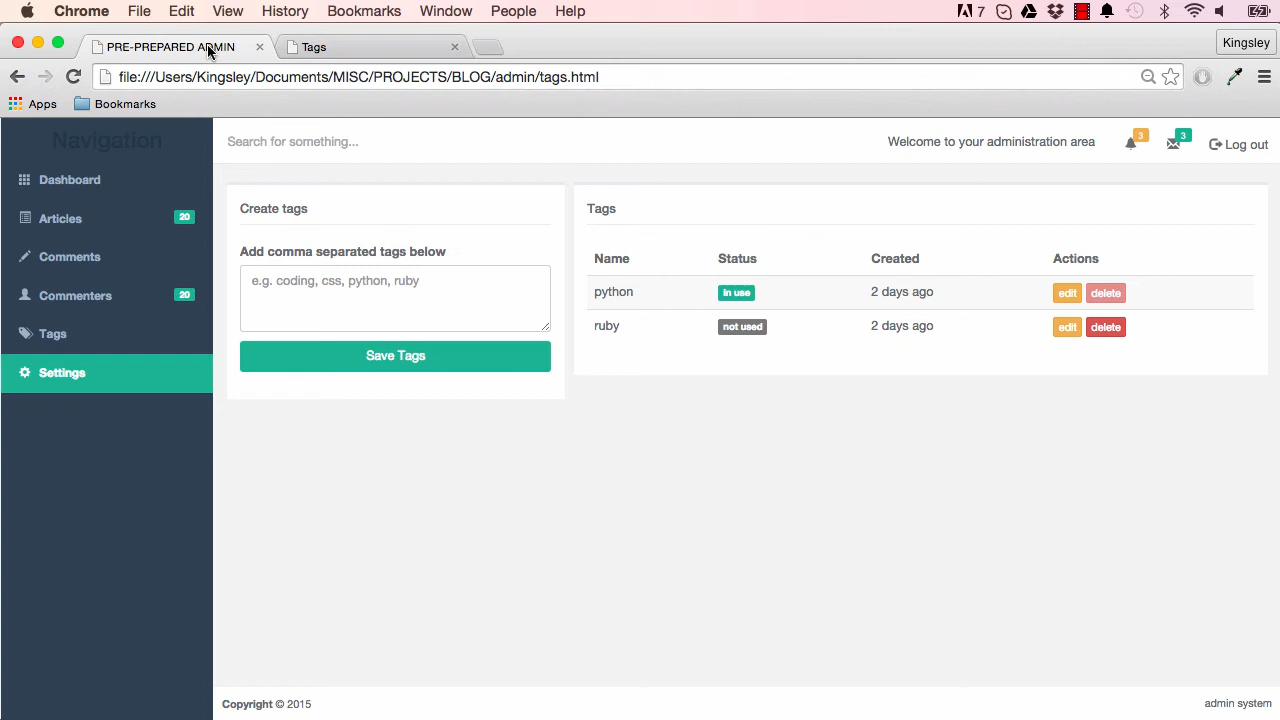 Chrome File Edit View History Bookmarks Window People Help 7
PRE-PREPARED ADMIN × Tags × Kingsley
file:///Users/Kingsley/Documents/MISC/PROJECTS/BLOG/admin/tags.html
Apps Bookmarks
Navigation
Dashboard
Articles 20
Comments
Commenters 20
Tags
Settings
Search for something... Welcome to your administration area 3 3 Log out
Create tags
Add comma separated tags below
e.g. coding, css, python, ruby
Save Tags
Tags
Name Status Created Actions
python in use 2 days ago edit delete
ruby not used 2 days ago edit delete
Copyright © 2015 admin system